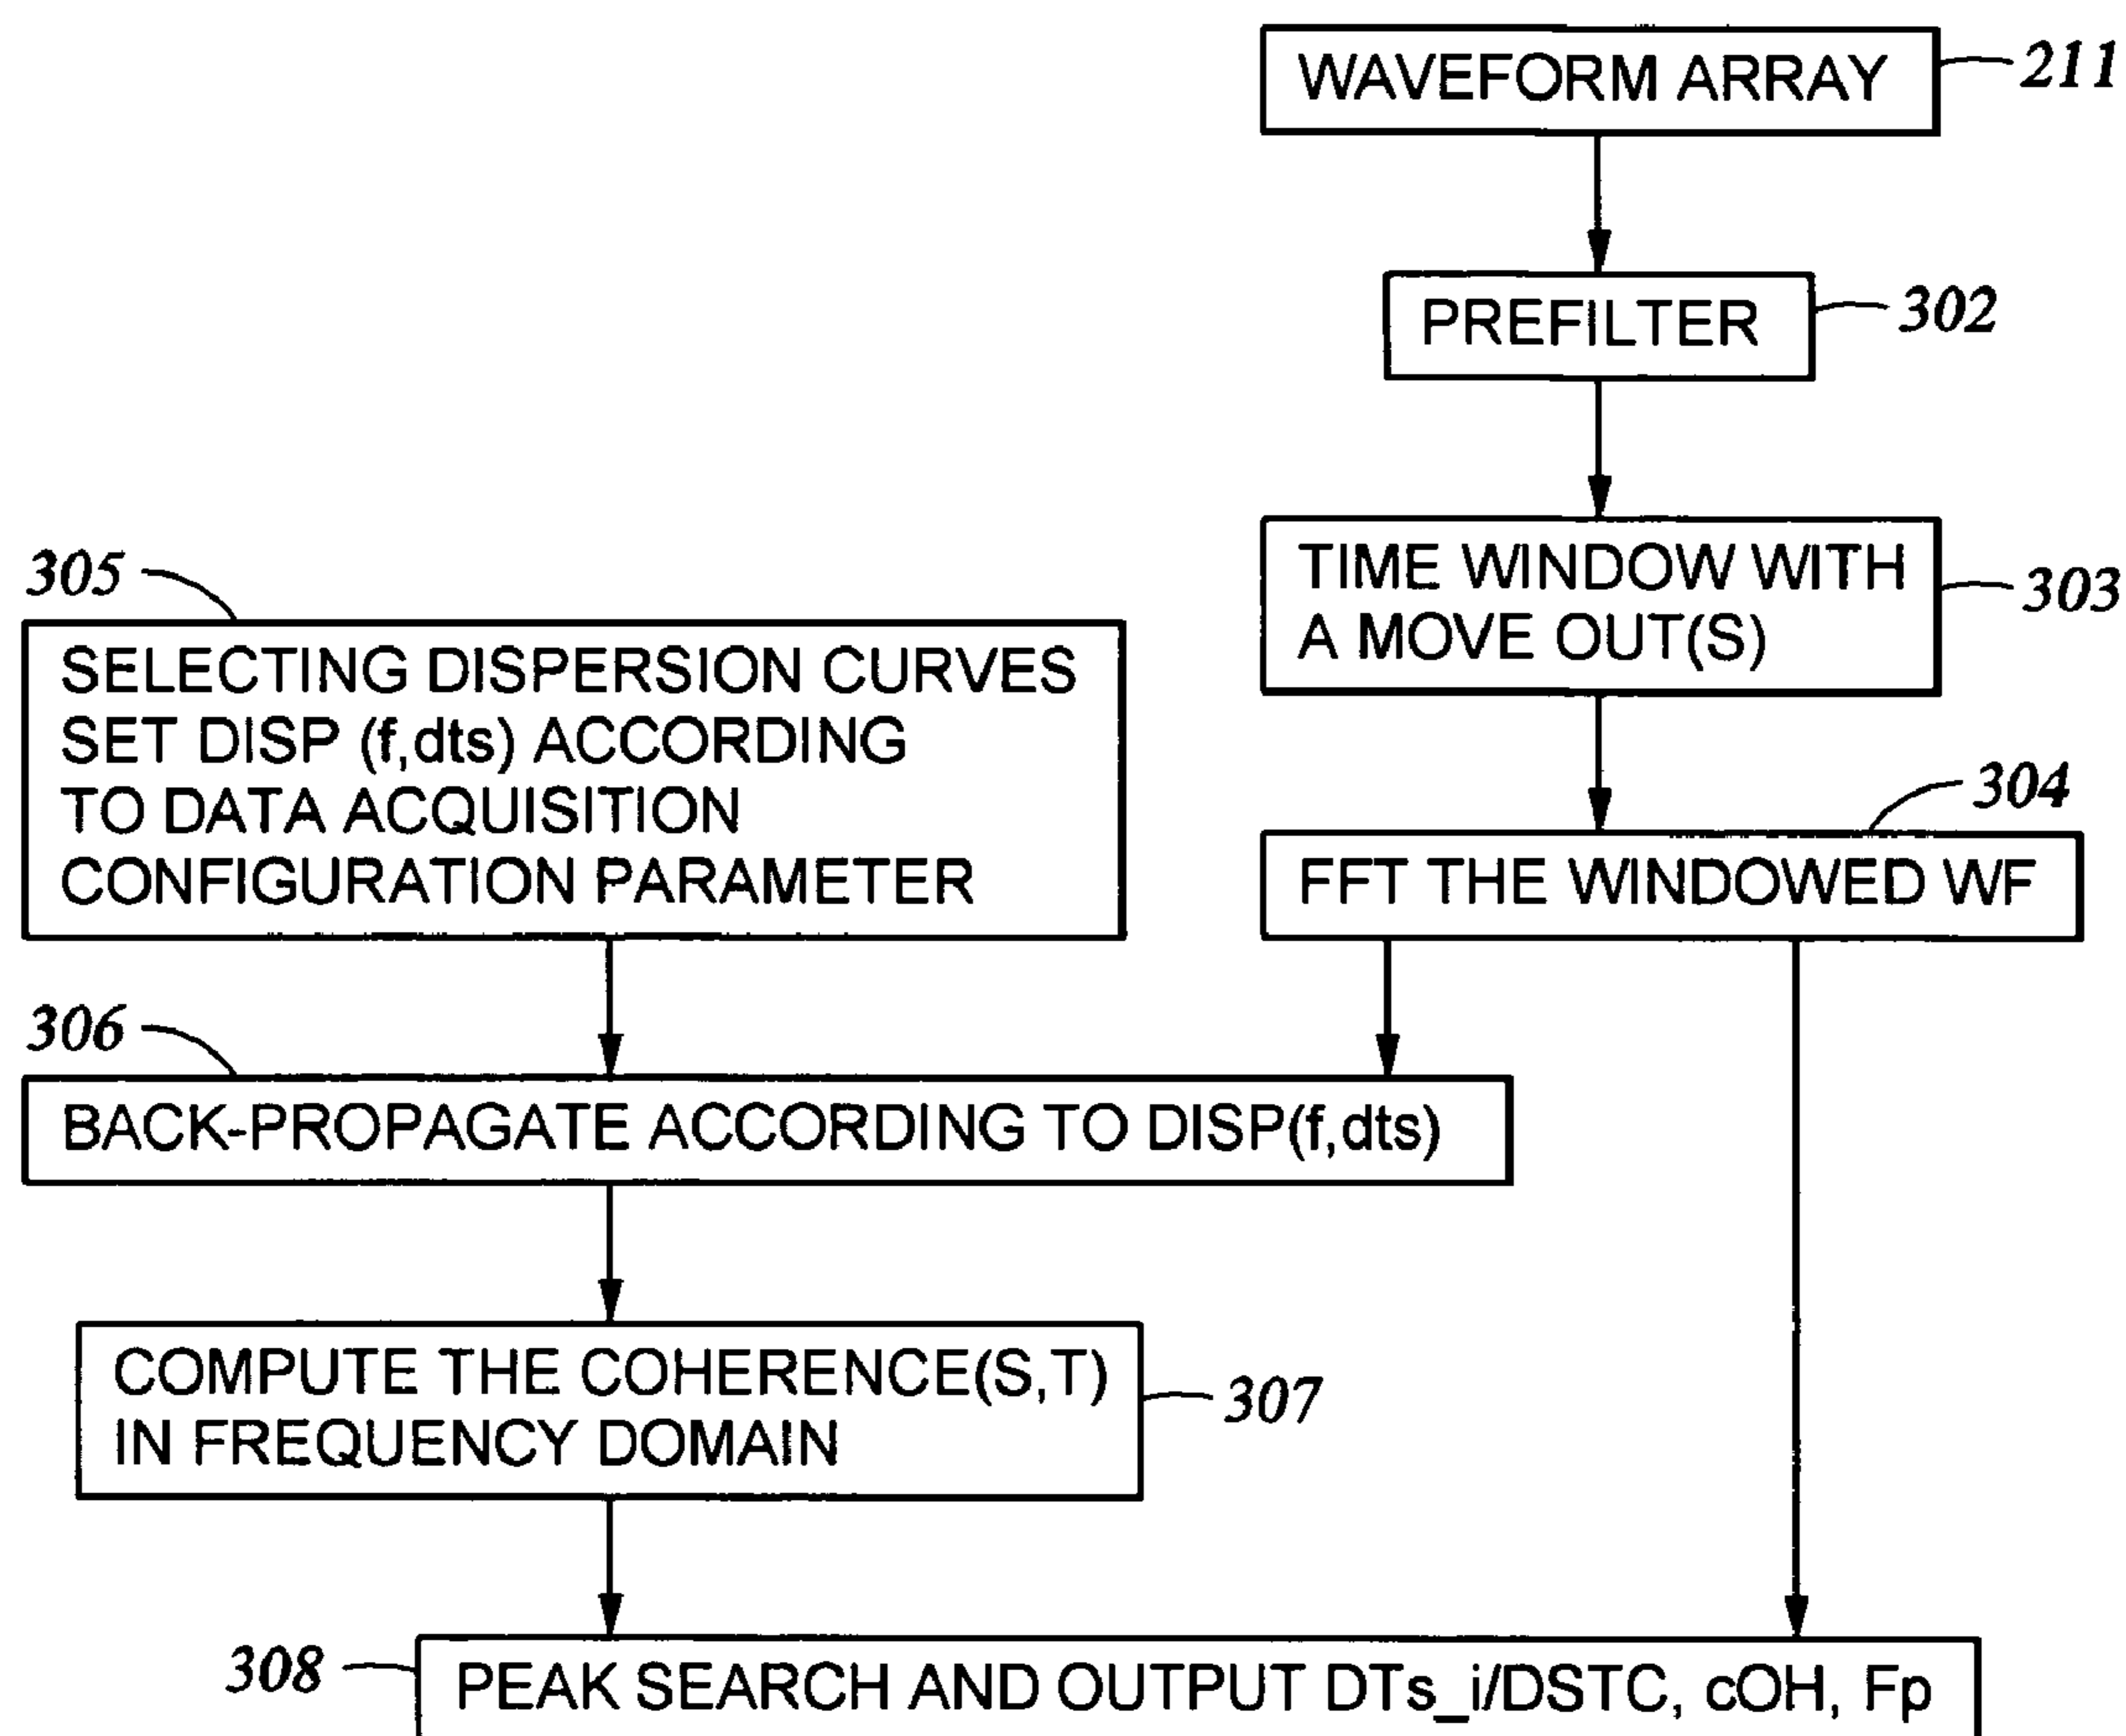 WAVEFORM ARRAY
211
PREFILTER
302
TIME WINDOW WITH
A MOVE OUT(S)
303
305
SELECTING DISPERSION CURVES
SET DISP (f,dts) ACCORDING
TO DATA ACQUISITION
CONFIGURATION PARAMETER
304
FFT THE WINDOWED WF
306
BACK-PROPAGATE ACCORDING TO DISP(f,dts)
COMPUTE THE COHERENCE(S,T)
IN FREQUENCY DOMAIN
307
308
PEAK SEARCH AND OUTPUT DTs_i/DSTC, cOH, Fp